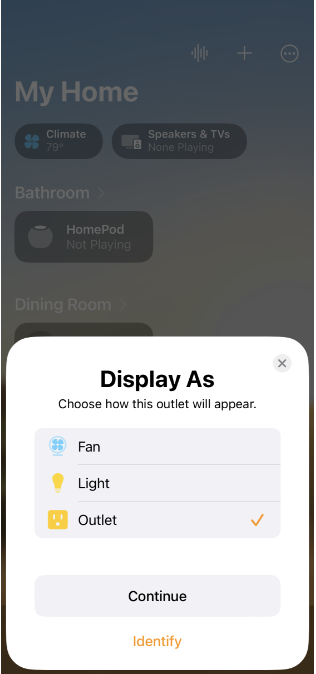 My Home
Climate
79°
Speakers & TVs
None Playing
Bathroom
HomePod
Not Playing
Dining Room
Display As
Choose how this outlet will appear.
Fan
Light
Outlet
Continue
Identify